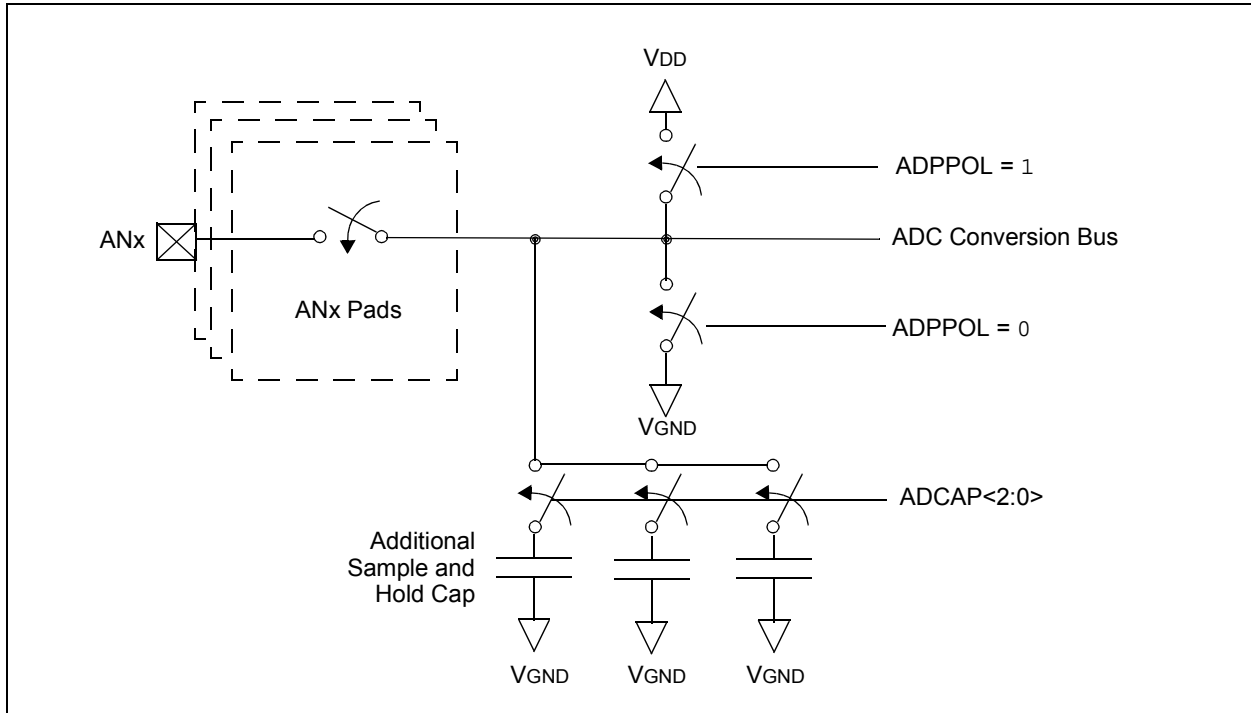 VDD
ADPPOL = 1
ANx
ADC Conversion Bus
ANx Pads
ADPPOL = 0
VGND
ADCAP<2:0>
Additional
Sample and
Hold Cap
VGND
VGND
VGND